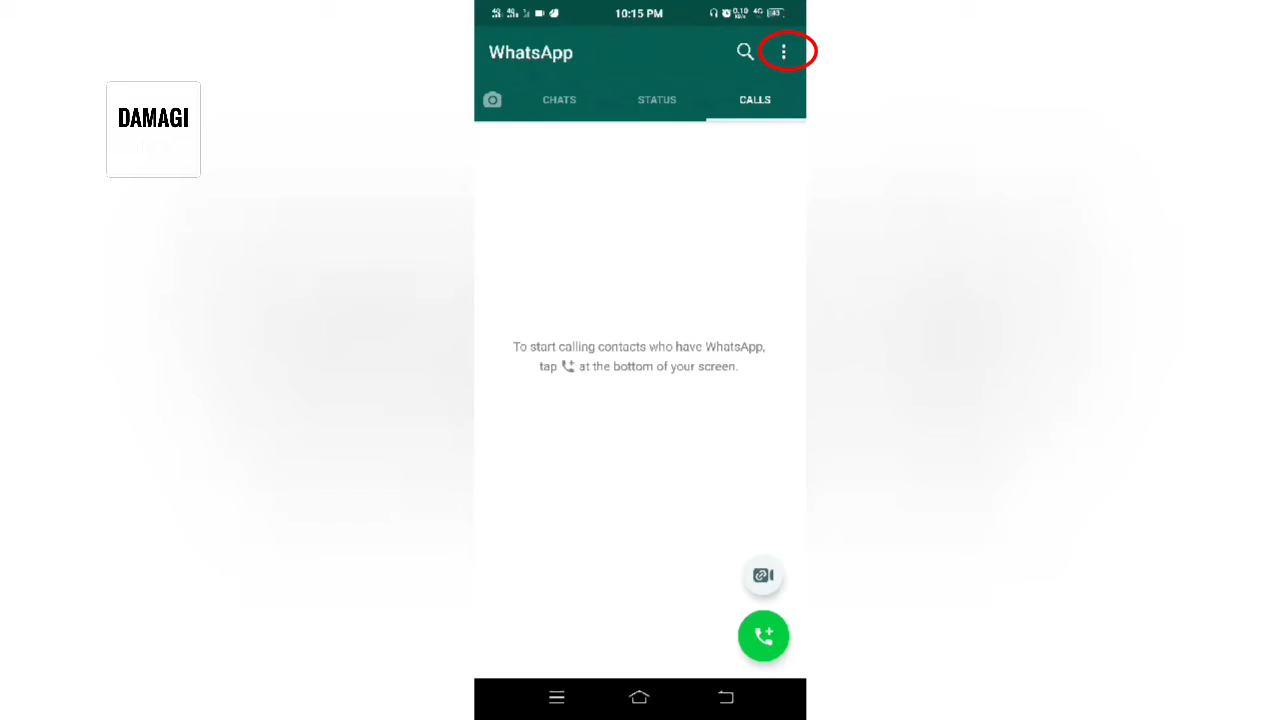 10:15 PM
WhatsApp
DAMAGI
CHATS STATUS CALLS
To start calling contacts who have WhatsApp,
tap at the bottom of your screen.